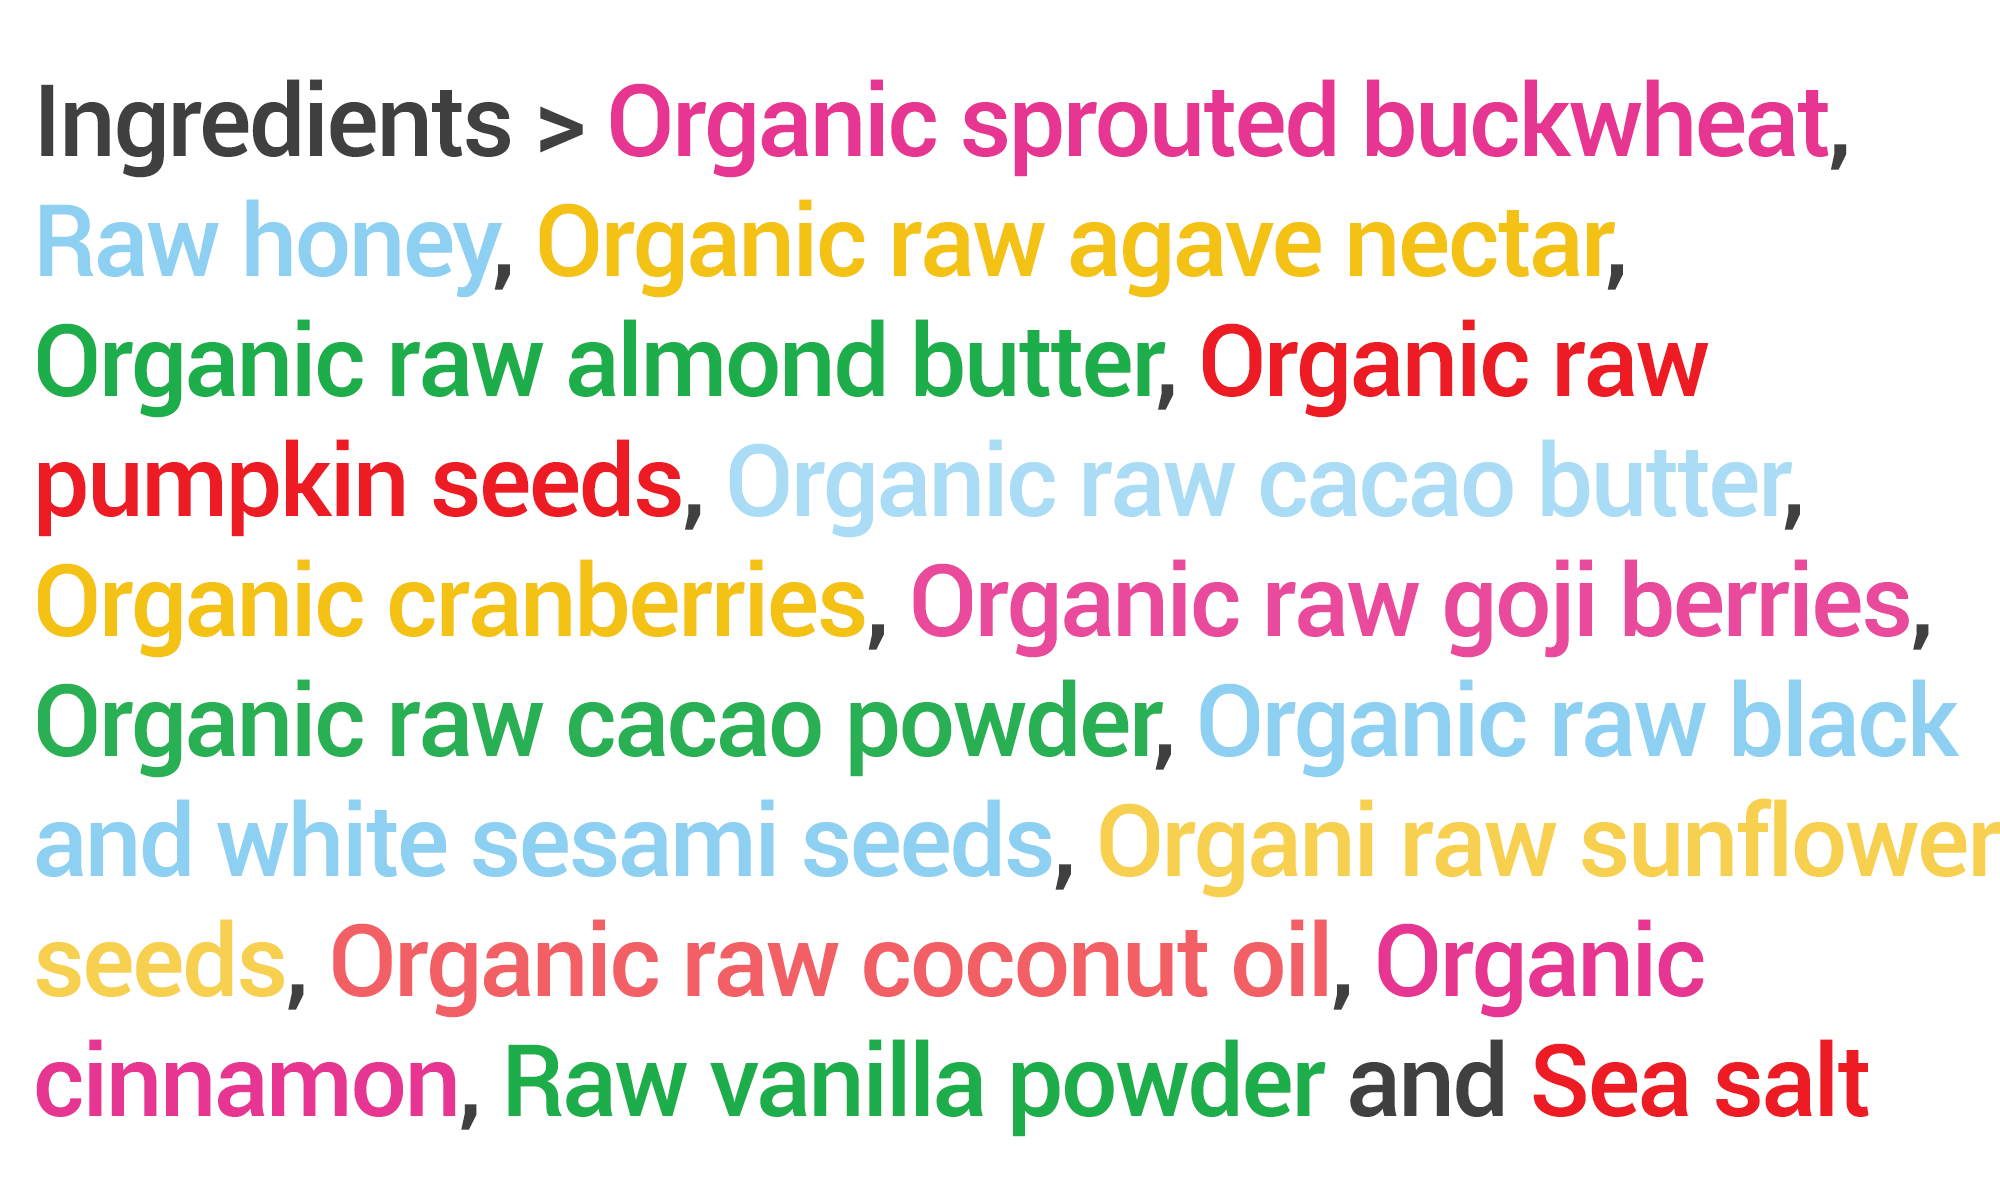 Ingredients > Organic sprouted buckwheat,
Raw honey, Organic raw agave nectar,
Organic raw almond butter, Organic raw
pumpkin seeds, Organic raw cacao butter,
Organic cranberries, Organic raw goji berries,
Organic raw cacao powder, Organic raw black
and white sesami seeds, Organi raw sunflower
seeds, Organic raw coconut oil, Organic
cinnamon, Raw vanilla powder and Sea salt